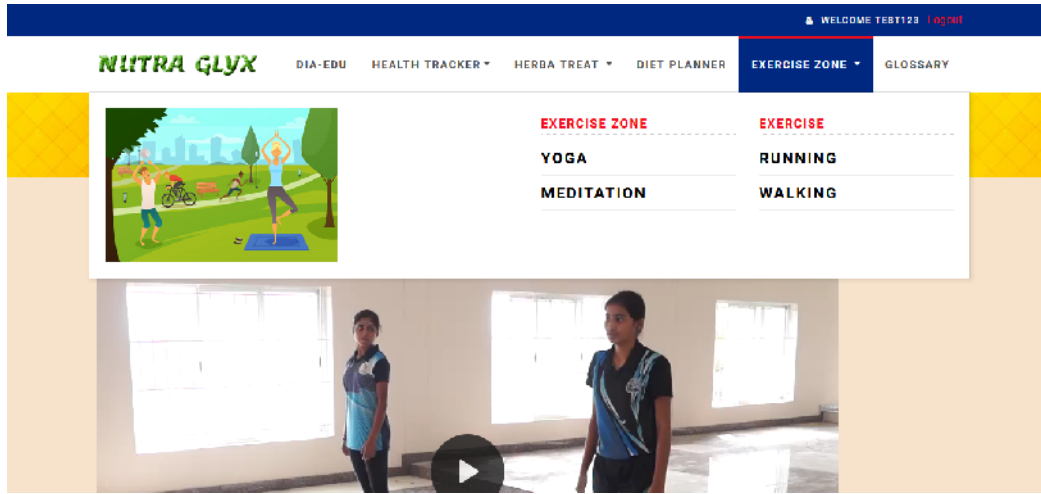 WELCOME TEST123 Logout
NUTRA GLYX DIA-EDU HEALTH TRACKER HERBA TREAT DIET PLANNER EXERCISE ZONE GLOSSARY
EXERCISE ZONE EXERCISE
YOGA RUNNING
MEDITATION WALKING